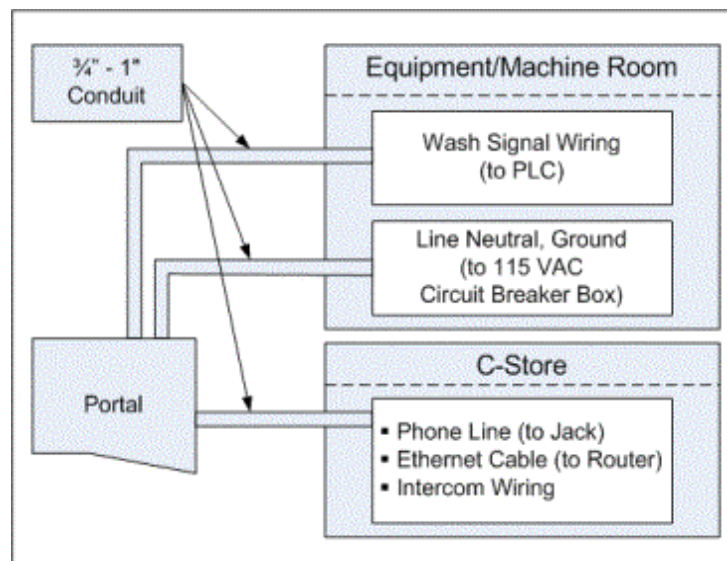 ¾" - 1"
Conduit
Equipment/Machine Room
Wash Signal Wiring
(to PLC)
Line Neutral, Ground
(to 115 VAC
Circuit Breaker Box)
Portal
C-Store
▪ Phone Line (to Jack)
▪ Ethernet Cable (to Router)
▪ Intercom Wiring